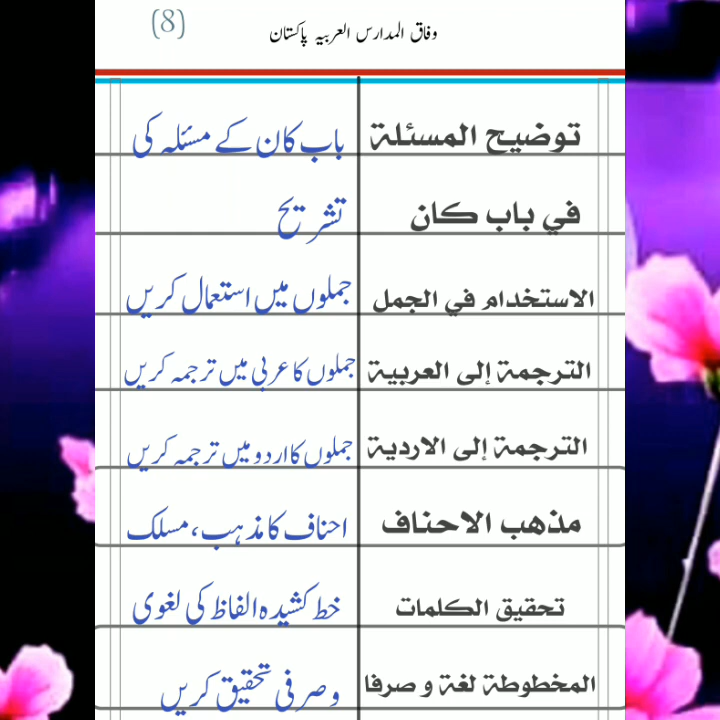 (8)
وفاق المدارس العربیہ پاکستان
توضيح المسئلة باب کان کے مسئلہ کی
في باب كان تشریح
الاستخدام في الجمل جملوں میں استعمال کریں
الترجمة إلى العربية جملوں کا عربی میں ترجمہ کریں
الترجمة إلى الاردية جملوں کا اردو میں ترجمہ کریں
مذهب الاحناف احناف کا مذہب، مسلک
تحقيق الكلمات خط کشیدہ الفاظ کی لغوی
المخطوطة لغة و صرفا و صرفی تحقیق کریں